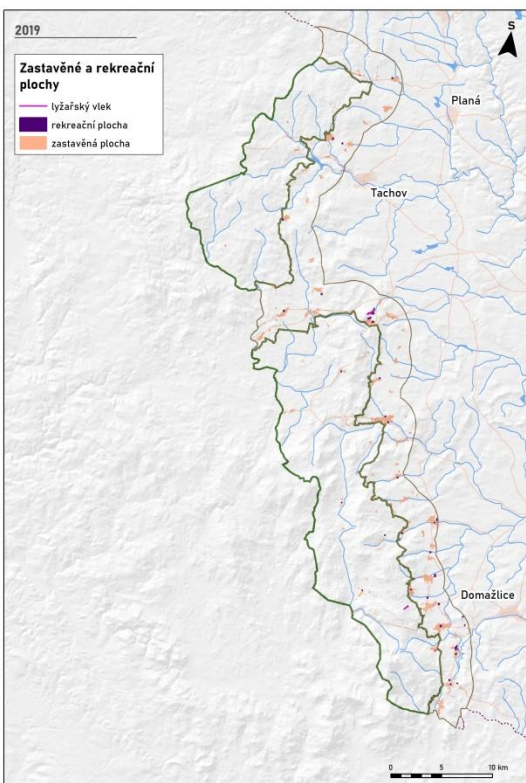 2019
S
Zastavěné a rekreační
plochy
lyžařský vlek
rekreační plocha
zastavěná plocha
Planá
Tachov
Domažlice
0 5 10 km